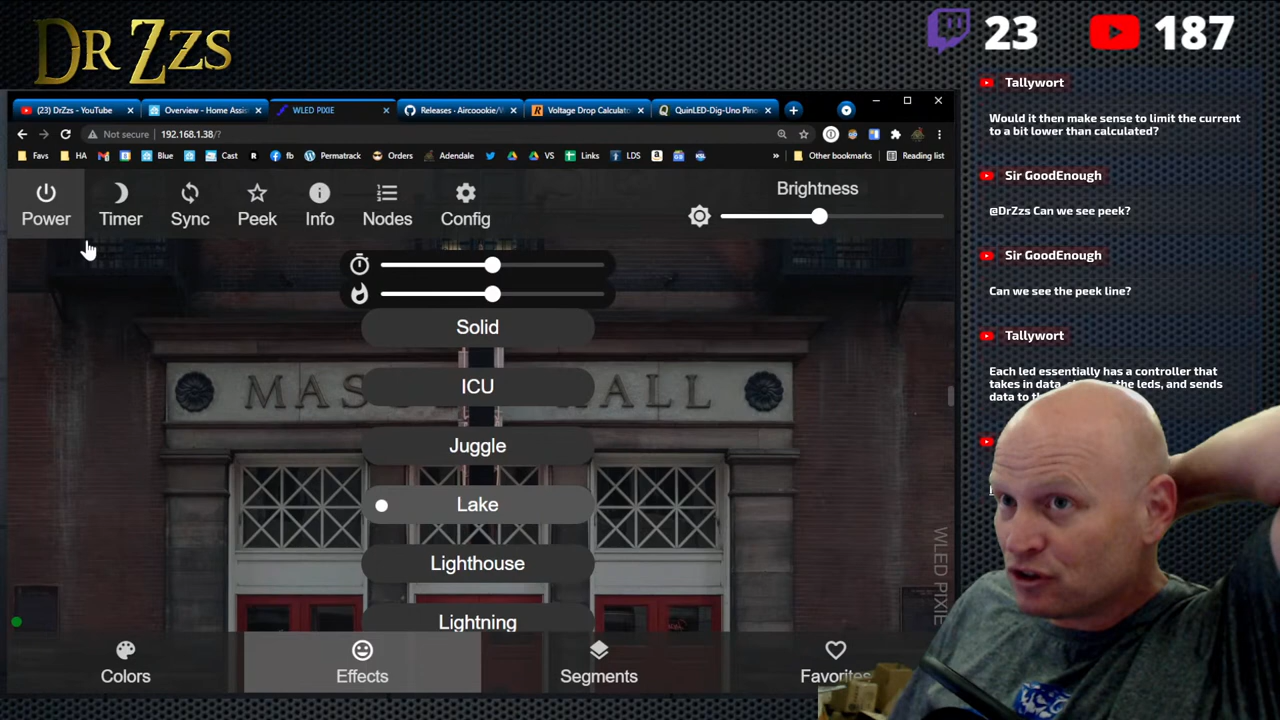 DR ZZS
23
187
(23) DrZzs - YouTube
Overview - Home Assis
WLED PIXIE
Releases · Aircoookie/W
Voltage Drop Calculato
QuinLED-Dig-Uno Pino
Not secure
192.168.1.38/?
Favs
HA
Blue
Cast
fb
Permatrack
Orders
Adendale
VS
Links
LDS
Other bookmarks
Reading list
Power
Timer
Sync
Peek
Info
Nodes
Config
Brightness
Solid
ICU
Juggle
Lake
Lighthouse
Lightning
HALL
WLED PIXIE
Colors
Effects
Segments
Favorites
Tallywort
Would it then make sense to limit the current
to a bit lower than calculated?
Sir GoodEnough
@DrZzs Can we see peek?
Sir GoodEnough
Can we see the peek line?
Tallywort
Each led essentially has a controller that
takes in data, the leds, and sends
data to